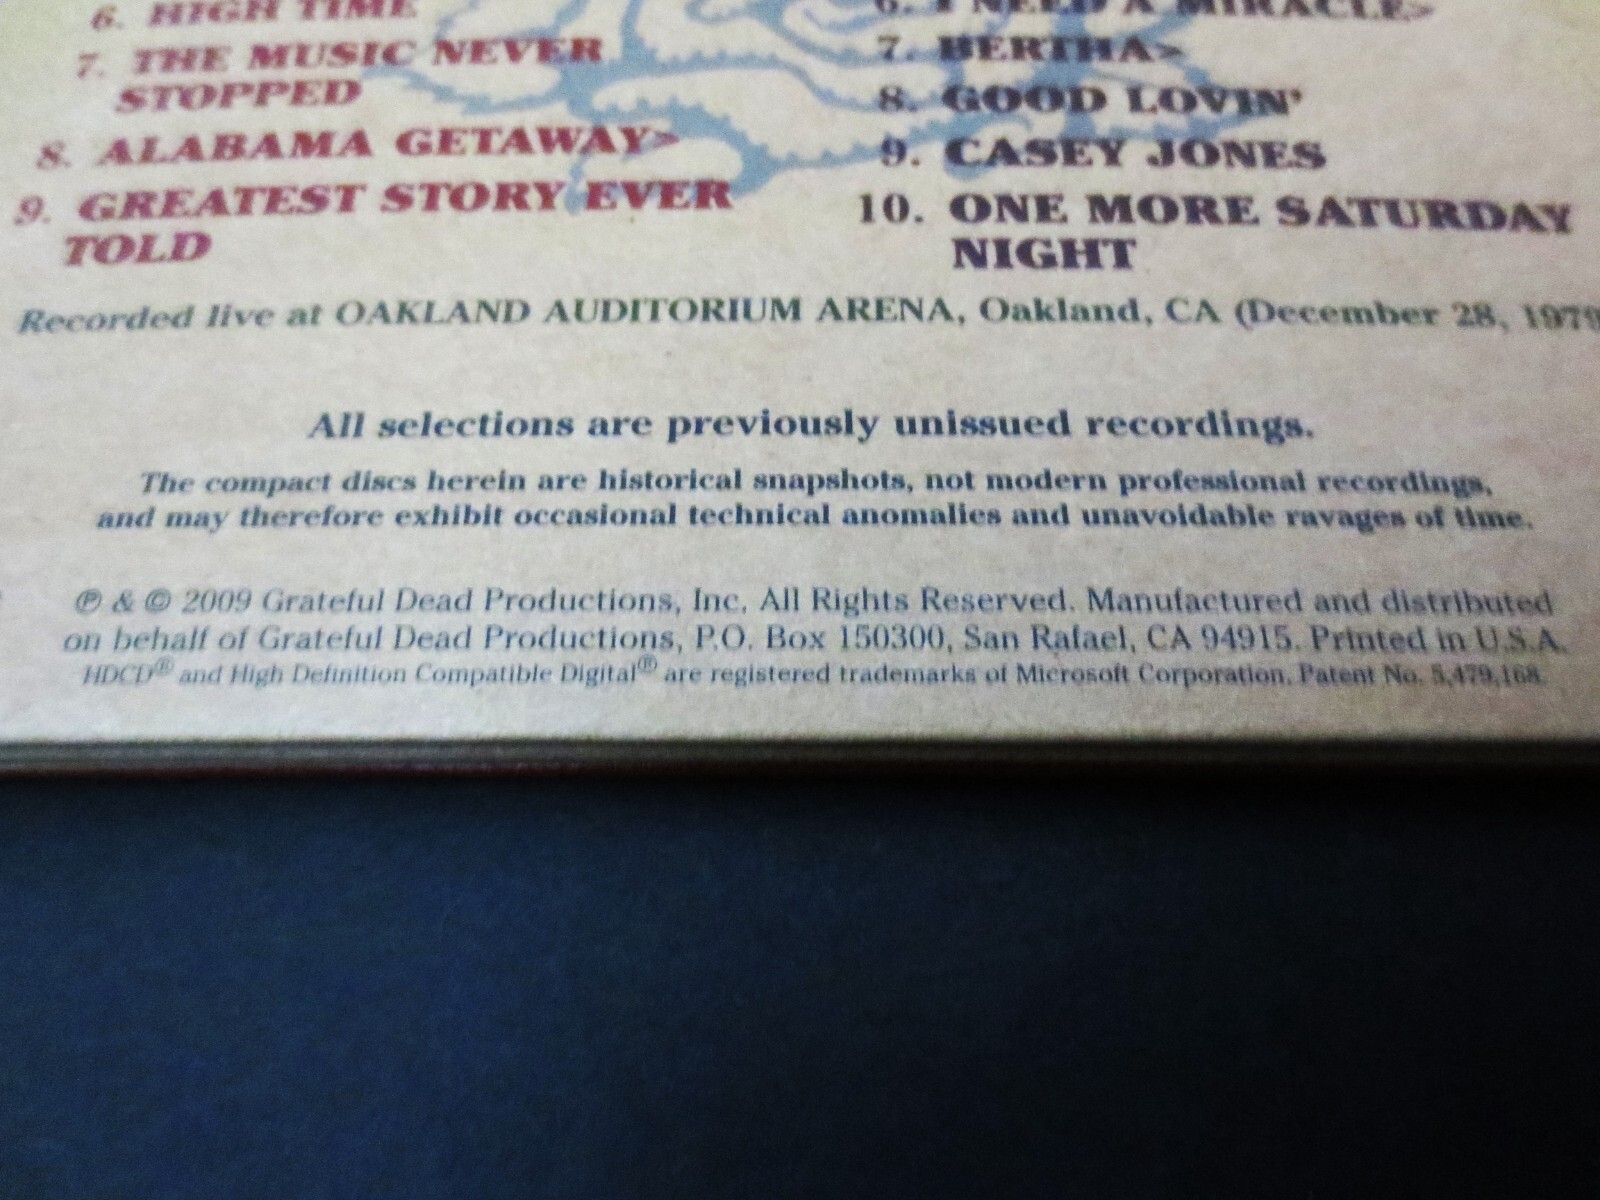 6. HIGH TIME
7. THE MUSIC NEVER
STOPPED
8. ALABAMA GETAWAY>
9. GREATEST STORY EVER
TOLD
6. I NEED A MIRACLE>
7. BERTHA>
8. GOOD LOVIN'
9. CASEY JONES
10. ONE MORE SATURDAY
NIGHT
Recorded live at OAKLAND AUDITORIUM ARENA, Oakland, CA (December 28, 1979
All selections are previously unissued recordings.
The compact discs herein are historical snapshots, not modern professional recordings,
and may therefore exhibit occasional technical anomalies and unavoidable ravages of time.
℗ & © 2009 Grateful Dead Productions, Inc. All Rights Reserved. Manufactured and distributed
on behalf of Grateful Dead Productions, P.O. Box 150300, San Rafael, CA 94915. Printed in U.S.A.
HDCD® and High Definition Compatible Digital® are registered trademarks of Microsoft Corporation. Patent No. 5,479,168.